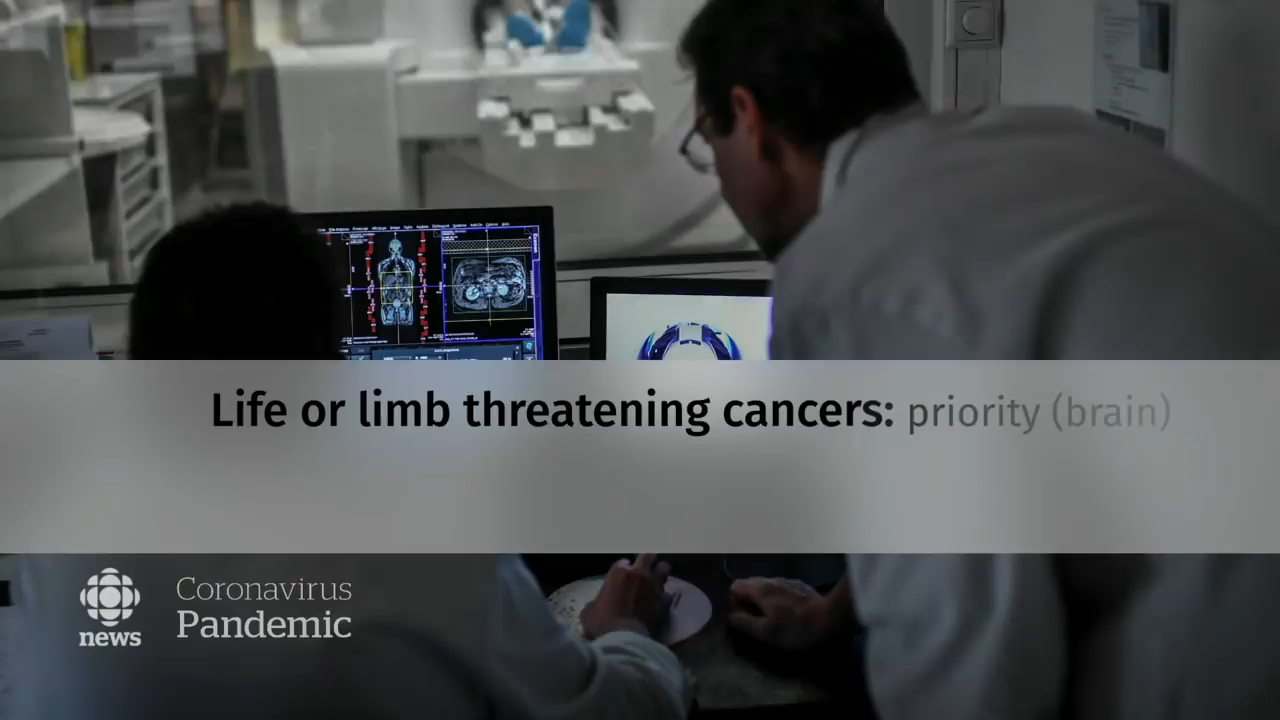 Life or limb threatening cancers: priority (brain)
news
Coronavirus
Pandemic